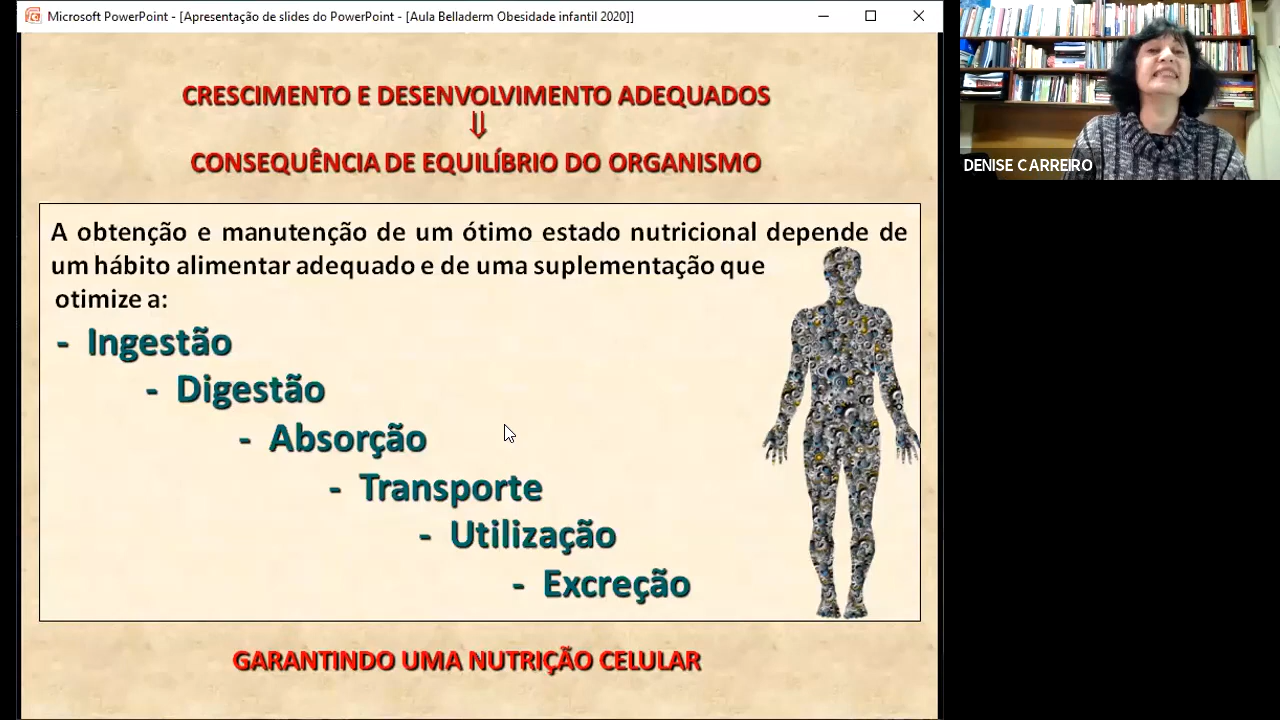 Microsoft PowerPoint - [Apresentação de slides do PowerPoint - [Aula Belladerm Obesidade infantil 2020]]
CRESCIMENTO E DESENVOLVIMENTO ADEQUADOS
⇓
CONSEQUÊNCIA DE EQUILÍBRIO DO ORGANISMO
A obtenção e manutenção de um ótimo estado nutricional depende de
um hábito alimentar adequado e de uma suplementação que
otimize a:
- Ingestão
- Digestão
- Absorção
- Transporte
- Utilização
- Excreção
GARANTINDO UMA NUTRIÇÃO CELULAR
DENISE CARREIRO